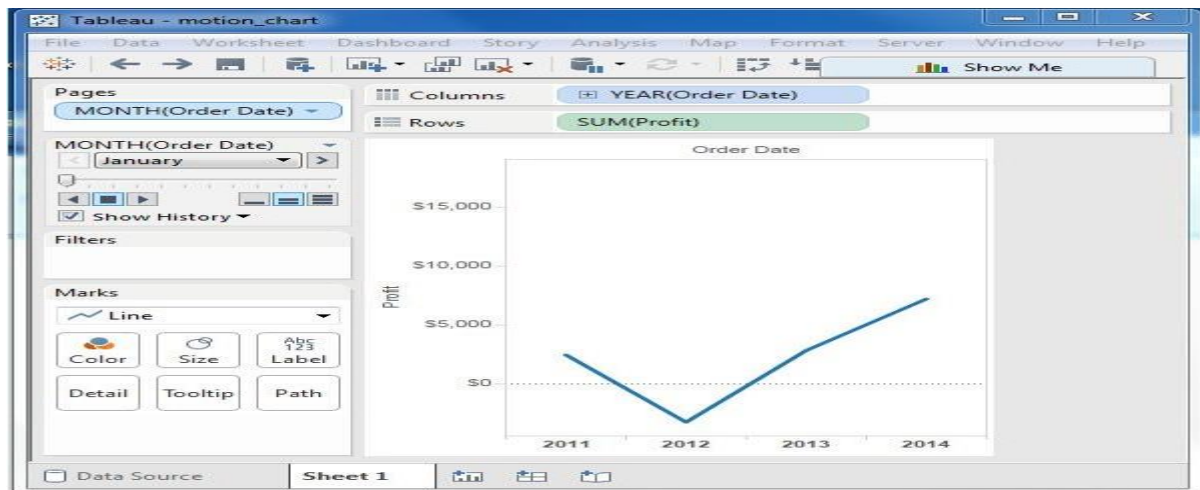 Tableau - motion_chart
File Data Worksheet Dashboard Story Analysis Map Format Server Window Help
Show Me
Pages
MONTH(Order Date)
MONTH(Order Date)
January
Show History
Filters
Marks
Line
Color Size Abc 123 Label
Detail Tooltip Path
Columns YEAR(Order Date)
Rows SUM(Profit)
Order Date
$15,000
$10,000
Profit
$5,000
$0
2011 2012 2013 2014
Data Source Sheet 1